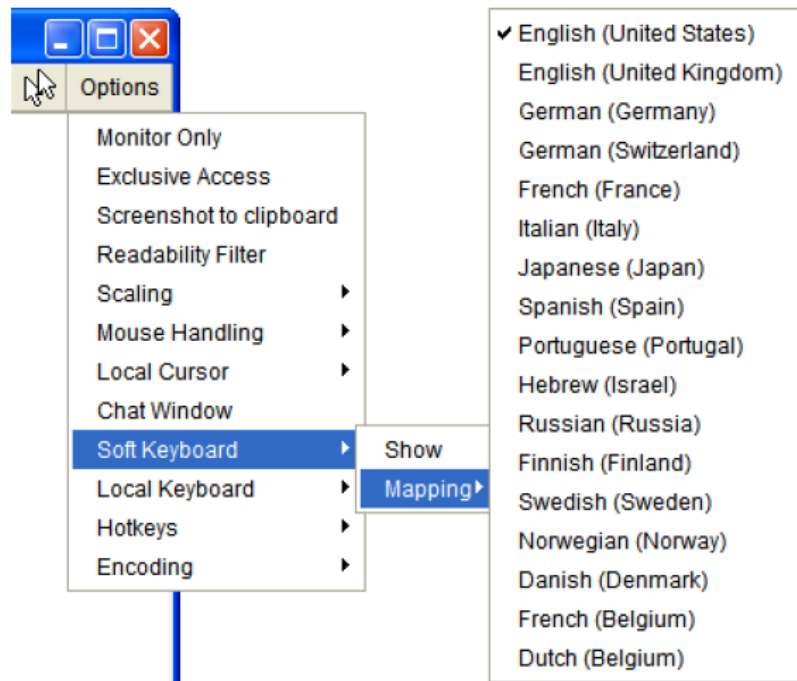 Options
Monitor Only
Exclusive Access
Screenshot to clipboard
Readability Filter
Scaling
Mouse Handling
Local Cursor
Chat Window
Soft Keyboard
Local Keyboard
Hotkeys
Encoding
Show
Mapping
English (United States)
English (United Kingdom)
German (Germany)
German (Switzerland)
French (France)
Italian (Italy)
Japanese (Japan)
Spanish (Spain)
Portuguese (Portugal)
Hebrew (Israel)
Russian (Russia)
Finnish (Finland)
Swedish (Sweden)
Norwegian (Norway)
Danish (Denmark)
French (Belgium)
Dutch (Belgium)